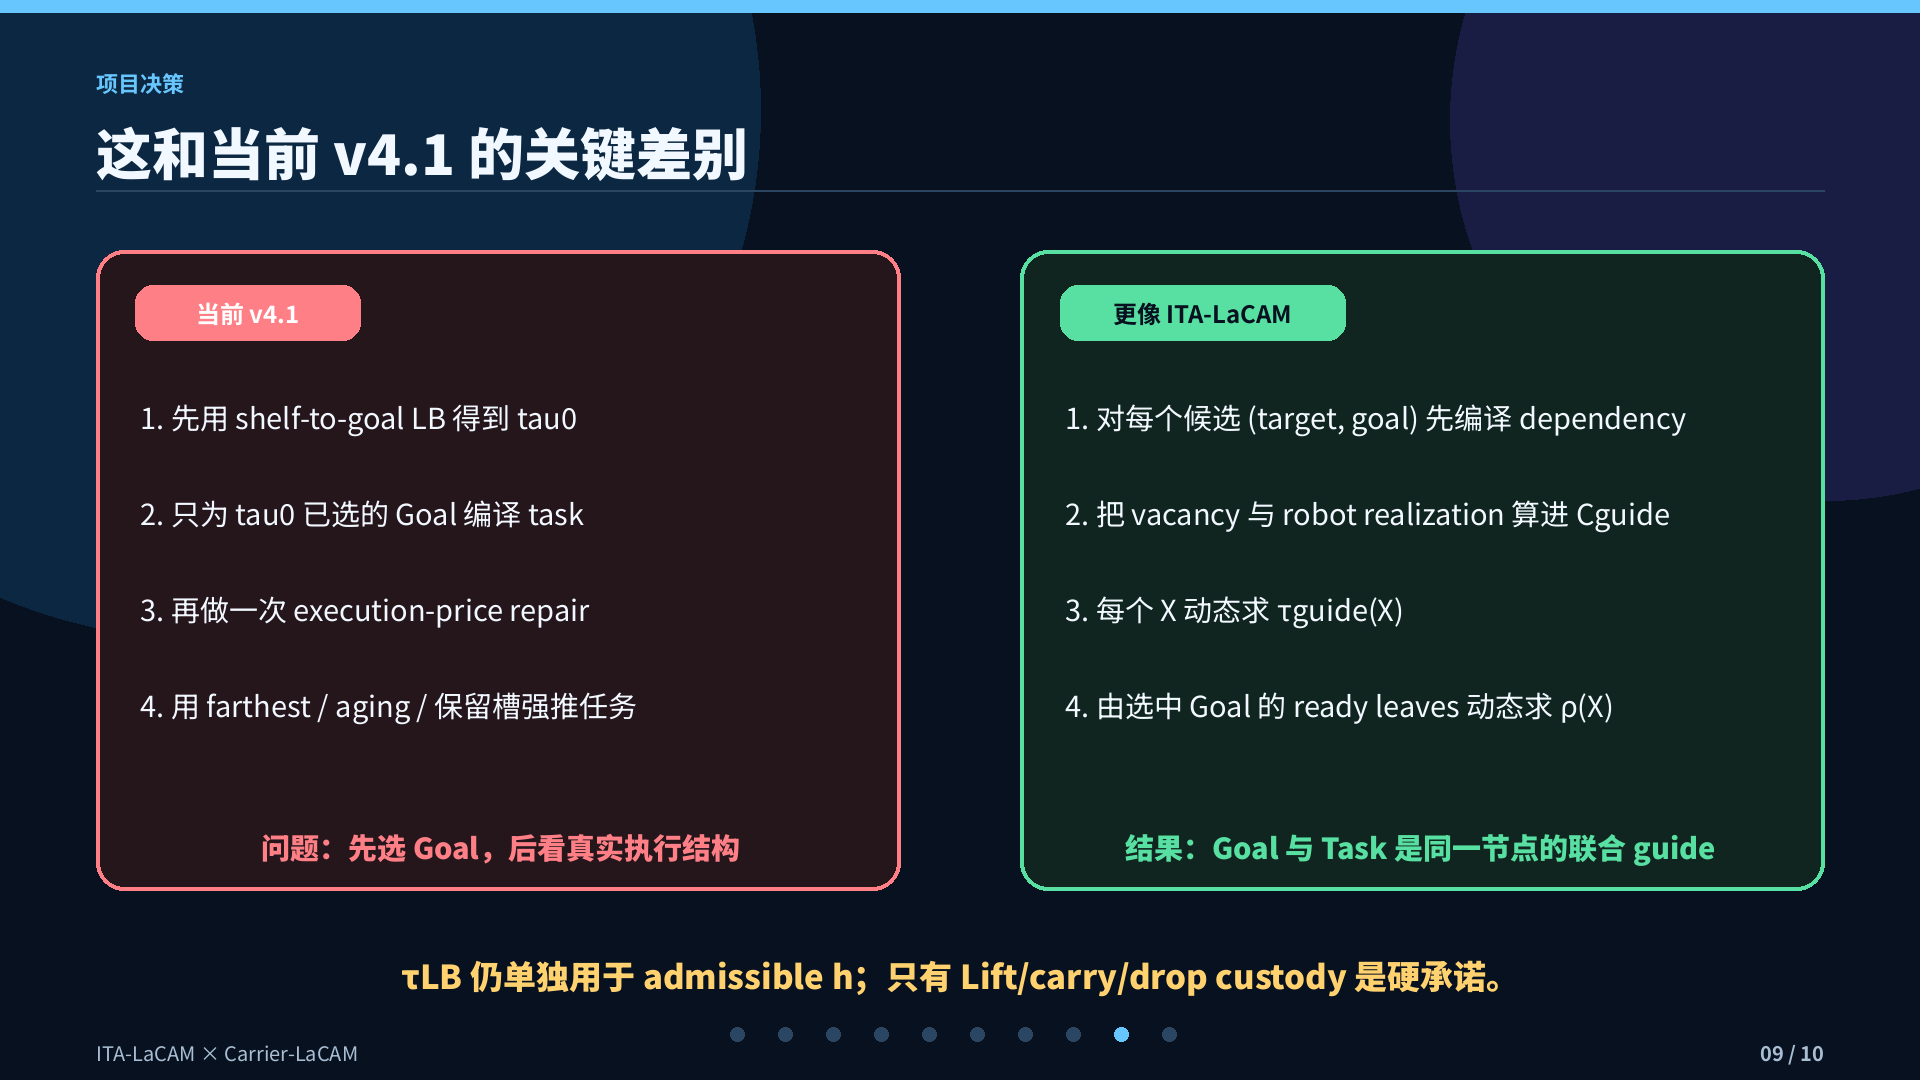 项目决策
这和当前 v4.1 的关键差别
当前 v4.1
1. 先用 shelf-to-goal LB 得到 tau0
2. 只为 tau0 已选的 Goal 编译 task
3. 再做一次 execution-price repair
4. 用 farthest / aging / 保留槽强推任务
问题：先选 Goal，后看真实执行结构
更像 ITA-LaCAM
1. 对每个候选 (target, goal) 先编译 dependency
2. 把 vacancy 与 robot realization 算进 Cguide
3. 每个 X 动态求 τguide(X)
4. 由选中 Goal 的 ready leaves 动态求 ρ(X)
结果：Goal 与 Task 是同一节点的联合 guide
τLB 仍单独用于 admissible h；只有 Lift/carry/drop custody 是硬承诺。
ITA-LaCAM × Carrier-LaCAM
09 / 10